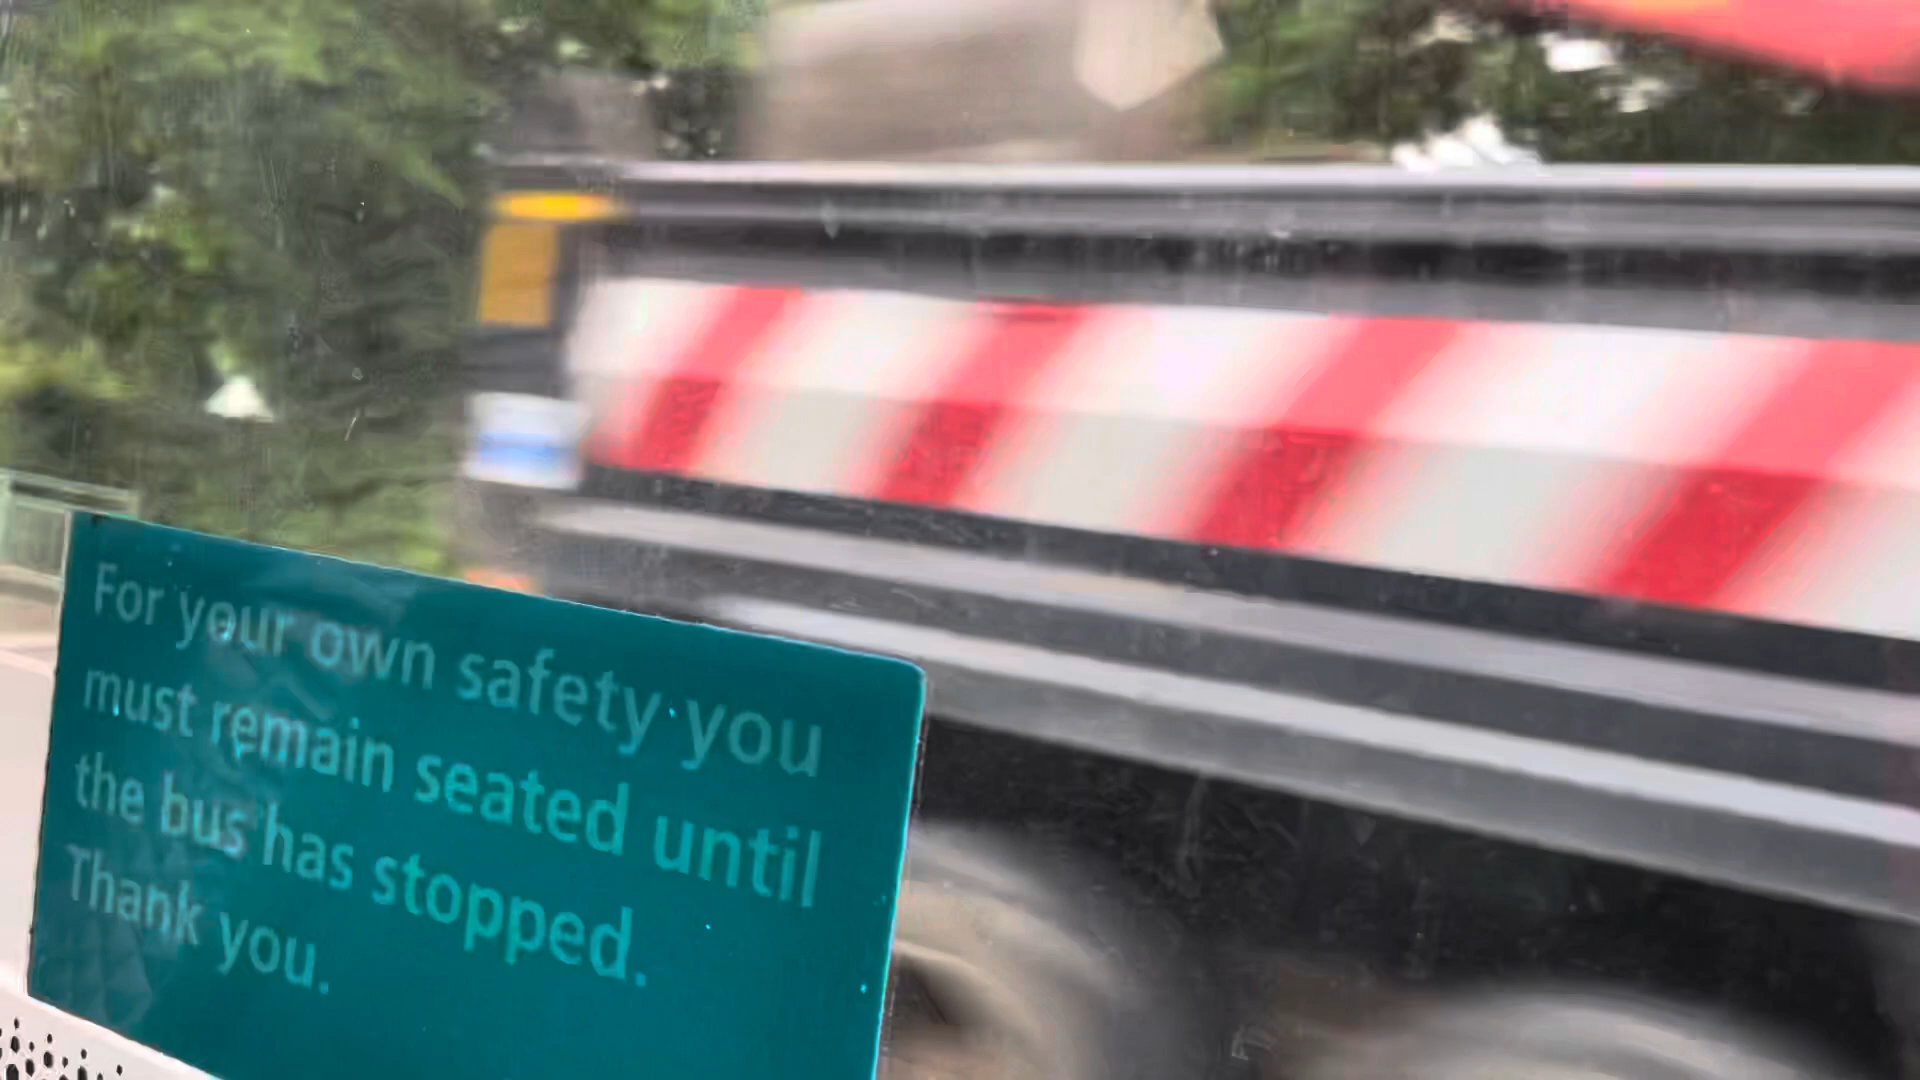 For your own safety you
must remain seated until
the bus has stopped.
Thank you.